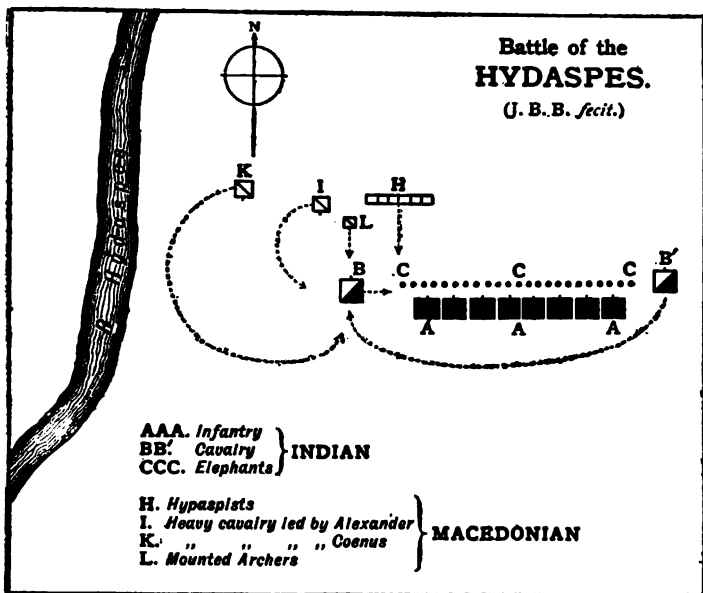 N
Battle of the
HYDASPES.
(J. B. B. fecit.)
K
I
H
L
B
C
C
C
B'
A
A
A
R. Hydaspes
AAA. Infantry
BB'. Cavalry
CCC. Elephants
INDIAN
H. Hypaspists
I. Heavy cavalry led by Alexander
K. „ „ „ „ Coenus
L. Mounted Archers
MACEDONIAN